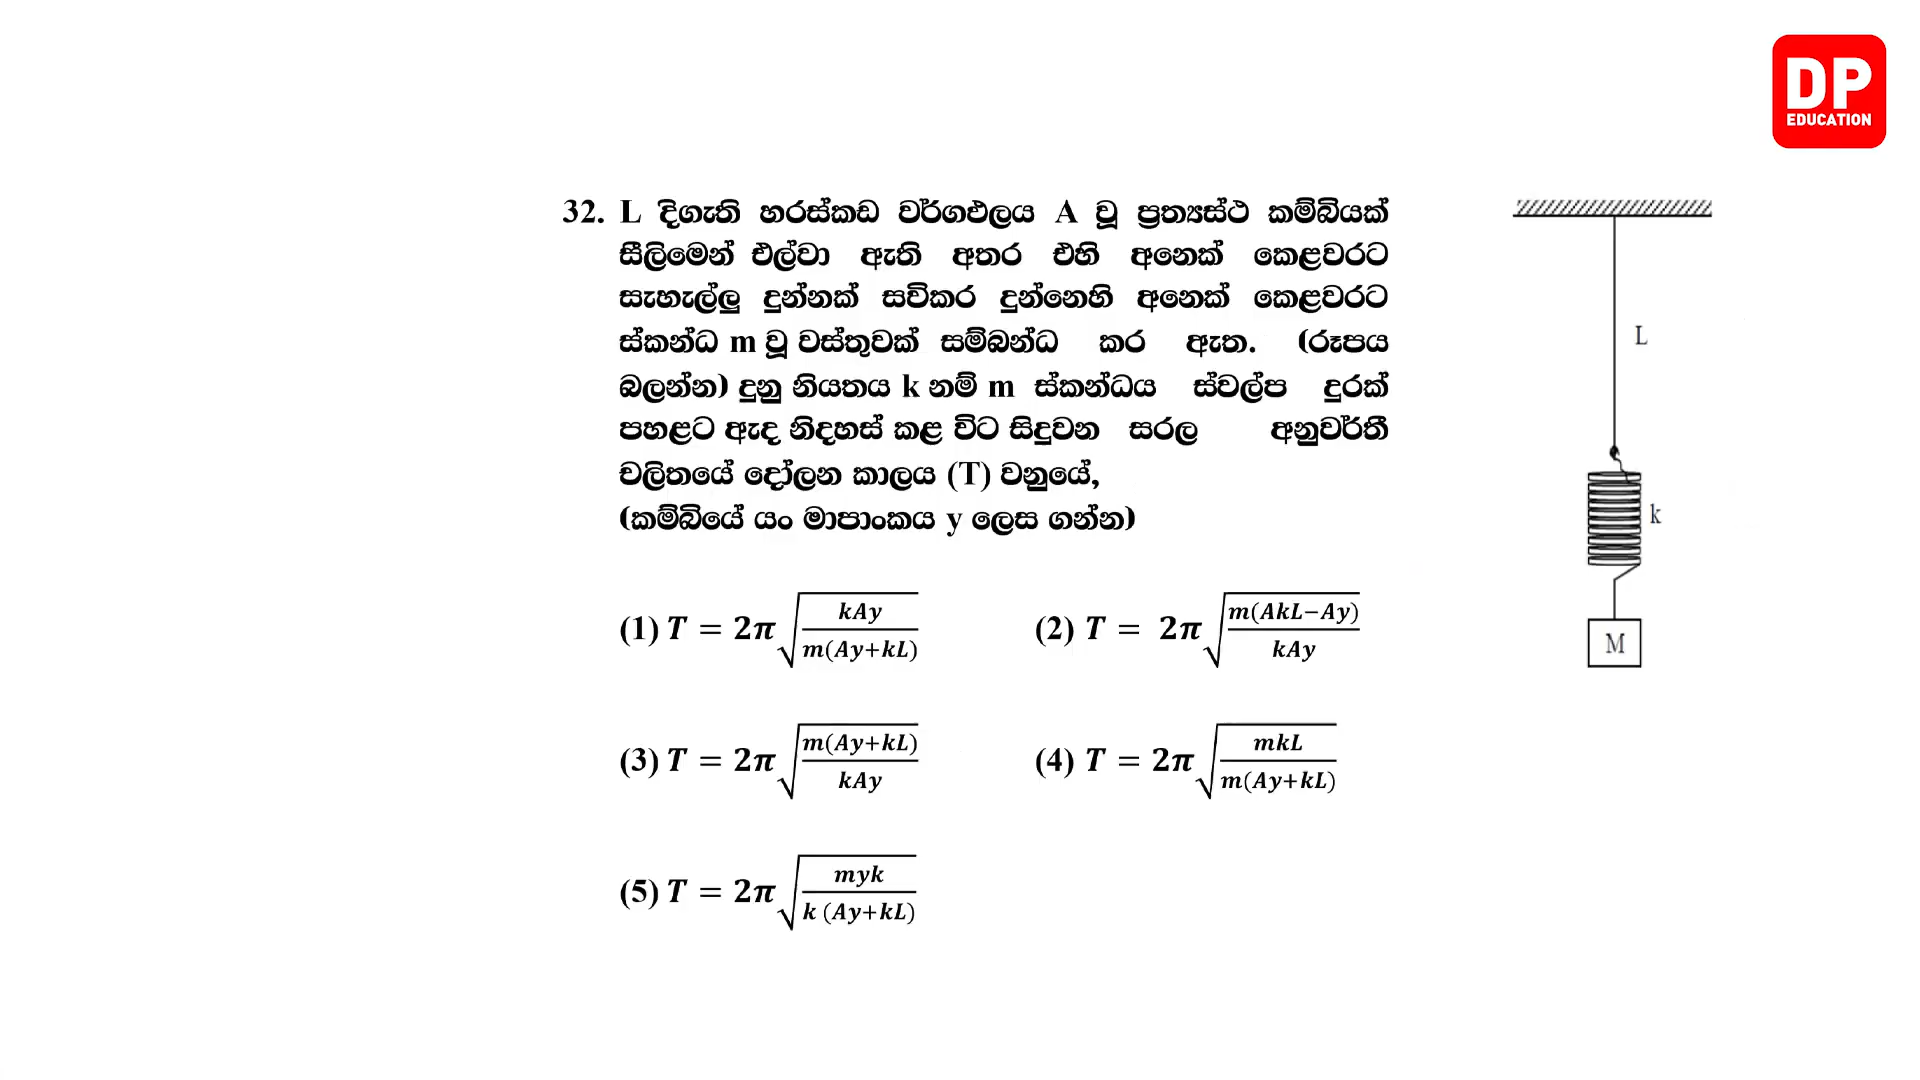 DP
EDUCATION
32. L දිගැති හරස්කඩ වර්ගඵලය A වූ ප්‍රත්‍යස්ථ කම්බියක්
සීලිමෙන් එල්වා ඇති අතර එහි අනෙක් කෙළවරට
සැහැල්ලු දුන්නක් සවිකර දුන්නෙහි අනෙක් කෙළවරට
ස්කන්ධ m වූ වස්තුවක් සම්බන්ධ කර ඇත. (රූපය
බලන්න) දුනු නියතය k නම් m ස්කන්ධය ස්වල්ප දුරක්
පහළට ඇද නිදහස් කළ විට සිදුවන සරල අනුවර්තී
චලිතයේ දෝලන කාලය (T) වනුයේ,
(කම්බියේ යං මාපාංකය y ලෙස ගන්න)
(1) T = 2π√(kAy / m(Ay+kL)) (2) T = 2π√(m(AkL−Ay) / kAy)
(3) T = 2π√(m(Ay+kL) / kAy) (4) T = 2π√(mkL / m(Ay+kL))
(5) T = 2π√(myk / k (Ay+kL))
L
k
M